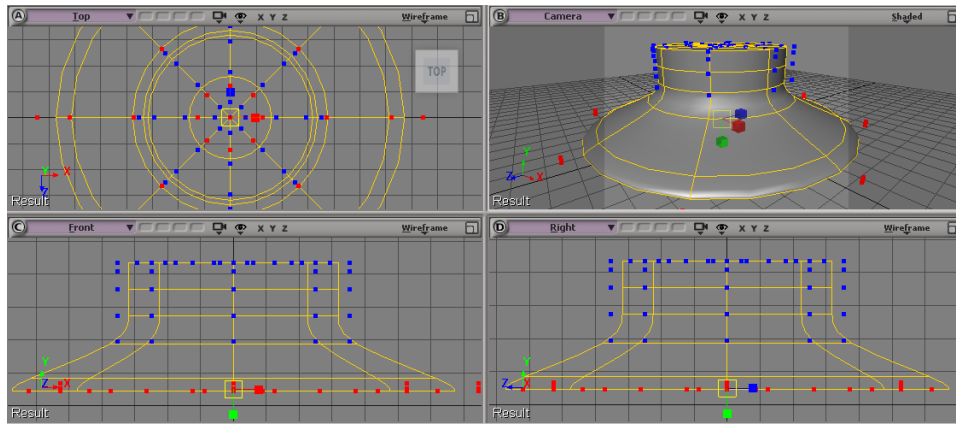 A Top X Y Z Wireframe
B Camera X Y Z Shaded
TOP
Y
X
Z
Result
Y
Z X
Result
C Front X Y Z Wireframe
D Right X Y Z Wireframe
Y
Z X
Result
Y
Z X
Result